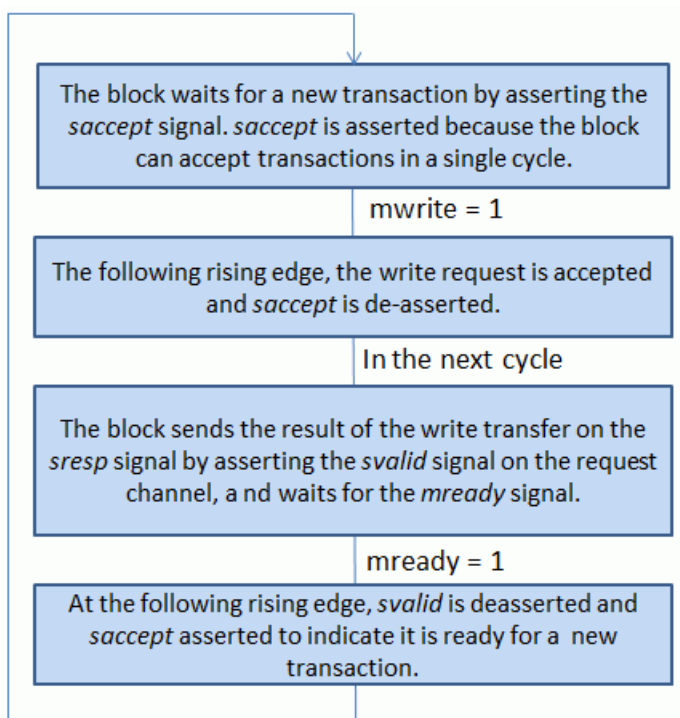 The block waits for a new transaction by asserting the
saccept signal. saccept is asserted because the block
can accept transactions in a single cycle.
mwrite = 1
The following rising edge, the write request is accepted
and saccept is de-asserted.
In the next cycle
The block sends the result of the write transfer on the
sresp signal by asserting the svalid signal on the request
channel, a nd waits for the mready signal.
mready = 1
At the following rising edge, svalid is deasserted and
saccept asserted to indicate it is ready for a new
transaction.